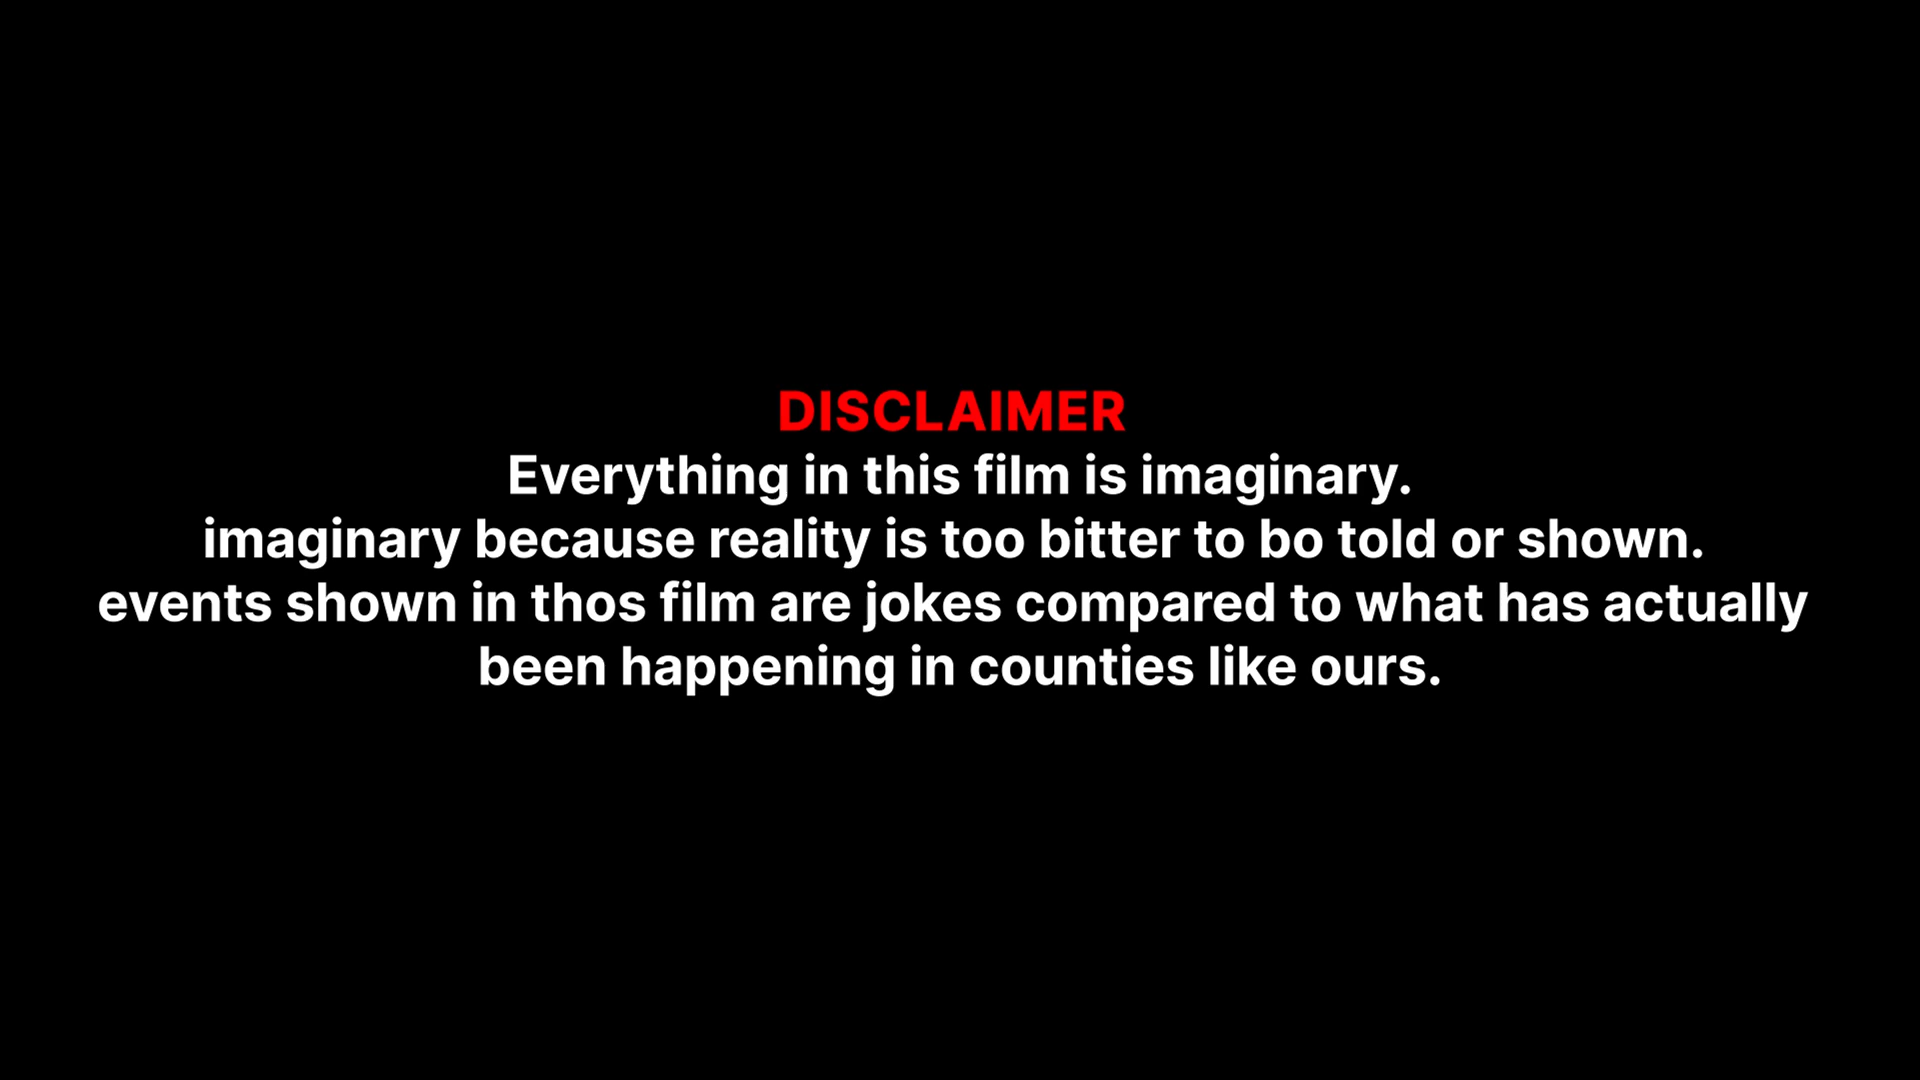 DISCLAIMER
Everything in this film is imaginary.
imaginary because reality is too bitter to bo told or shown.
events shown in thos film are jokes compared to what has actually
been happening in counties like ours.